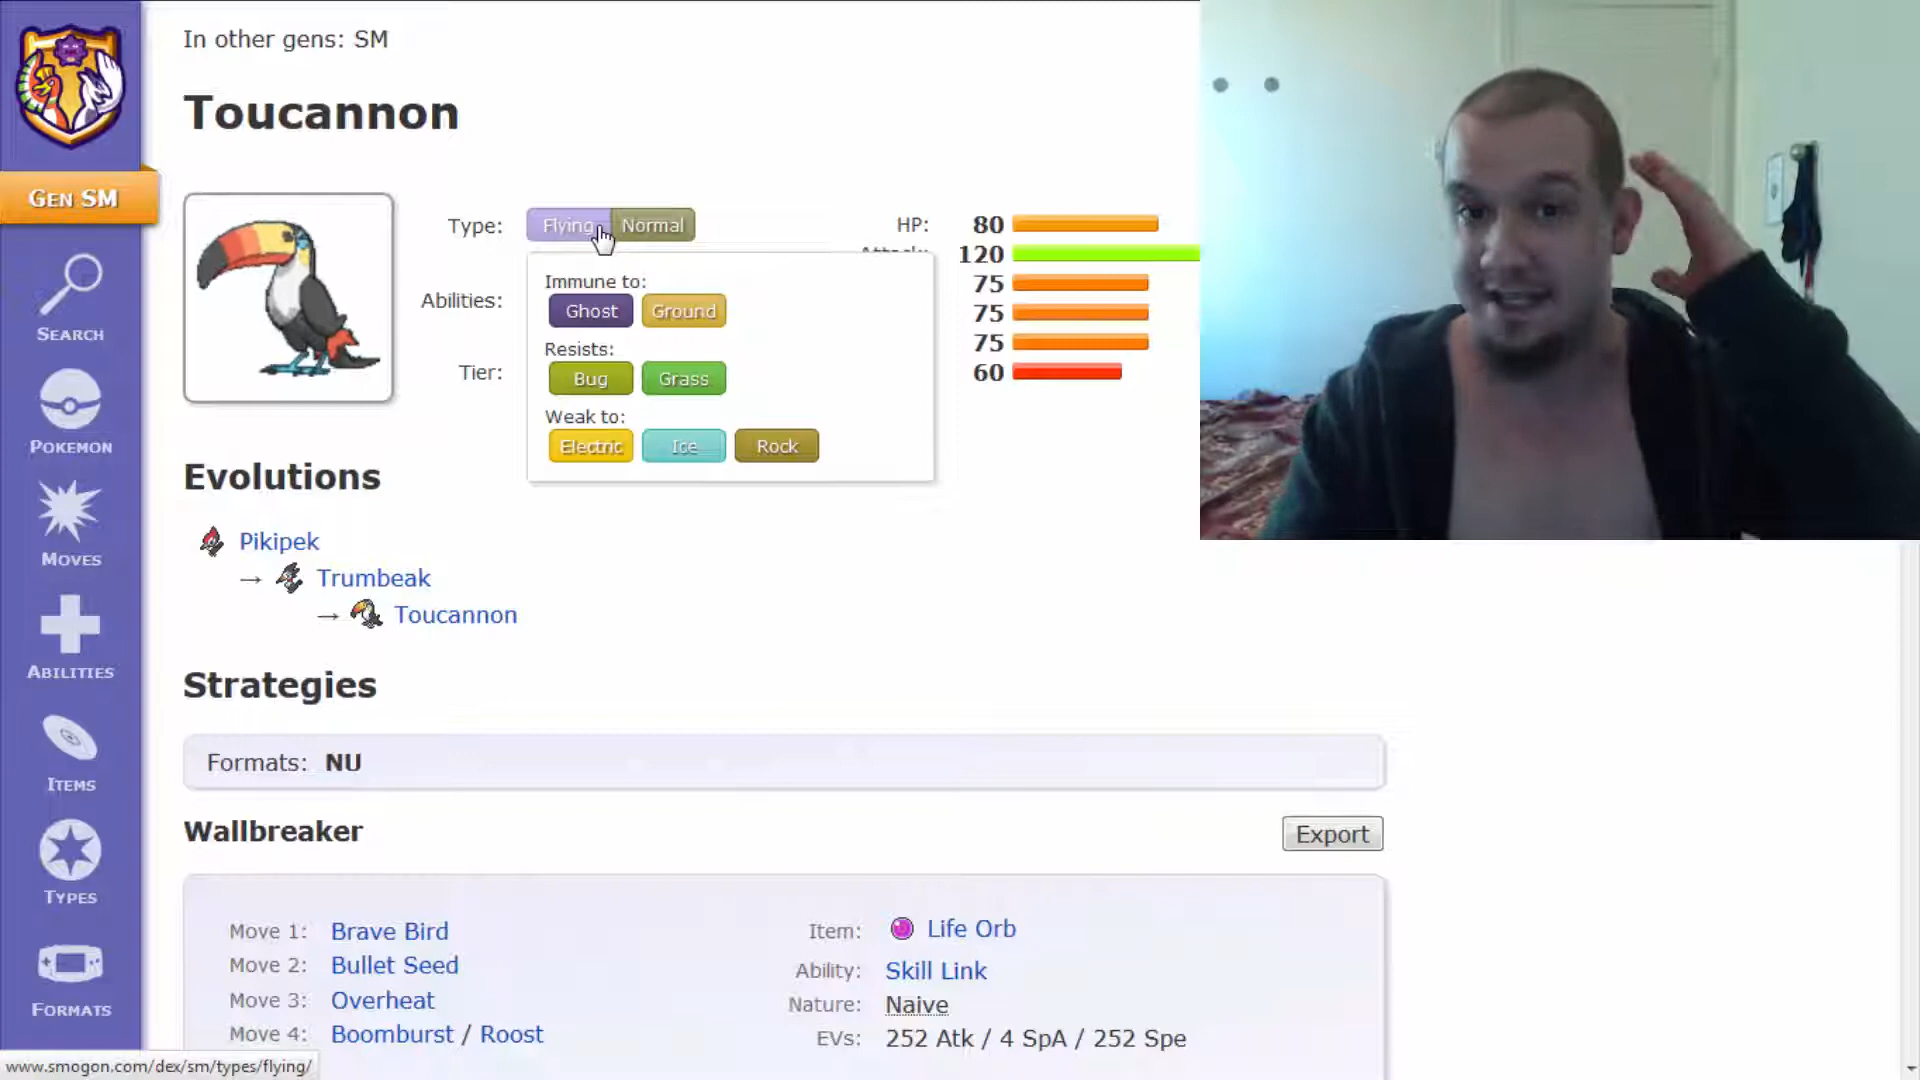 In other gens: SM
Toucannon
GEN SM
Type: Flying Normal
HP: 80
120
Immune to:
Ghost Ground
Abilities:
75
75
Resists:
Bug Grass
75
Tier:
60
Weak to:
Electric Ice Rock
SEARCH
POKEMON
MOVES
ABILITIES
ITEMS
TYPES
FORMATS
Evolutions
Pikipek
→ Trumbeak
→ Toucannon
Strategies
Formats: NU
Wallbreaker
Export
Move 1: Brave Bird
Move 2: Bullet Seed
Move 3: Overheat
Move 4: Boomburst / Roost
Item: Life Orb
Ability: Skill Link
Nature: Naive
EVs: 252 Atk / 4 SpA / 252 Spe
www.smogon.com/dex/sm/types/flying/